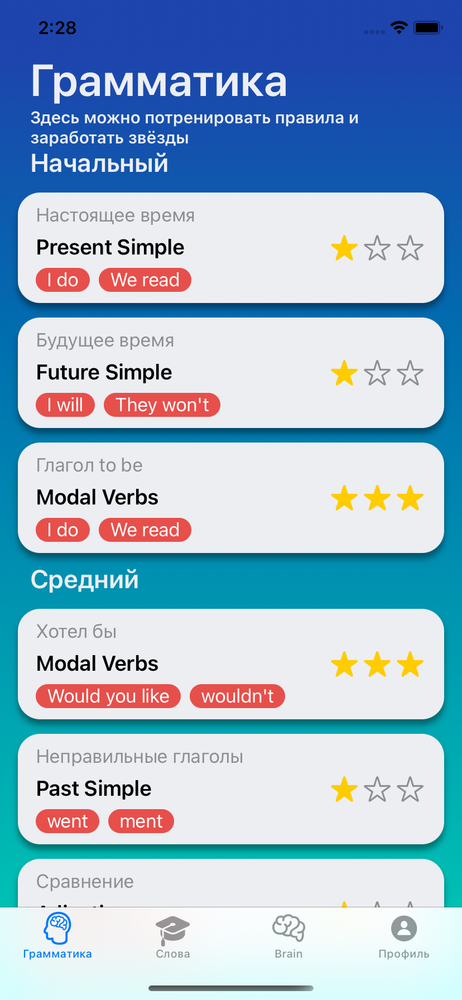 2:28
Грамматика
Здесь можно потренировать правила и
заработать звёзды
Начальный
Настоящее время
Present Simple
I do We read
Будущее время
Future Simple
I will They won't
Глагол to be
Modal Verbs
I do We read
Средний
Хотел бы
Modal Verbs
Would you like wouldn't
Неправильные глаголы
Past Simple
went ment
Сравнение
Грамматика Слова Brain Профиль